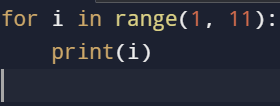 for i in range(1, 11):
    print(i)